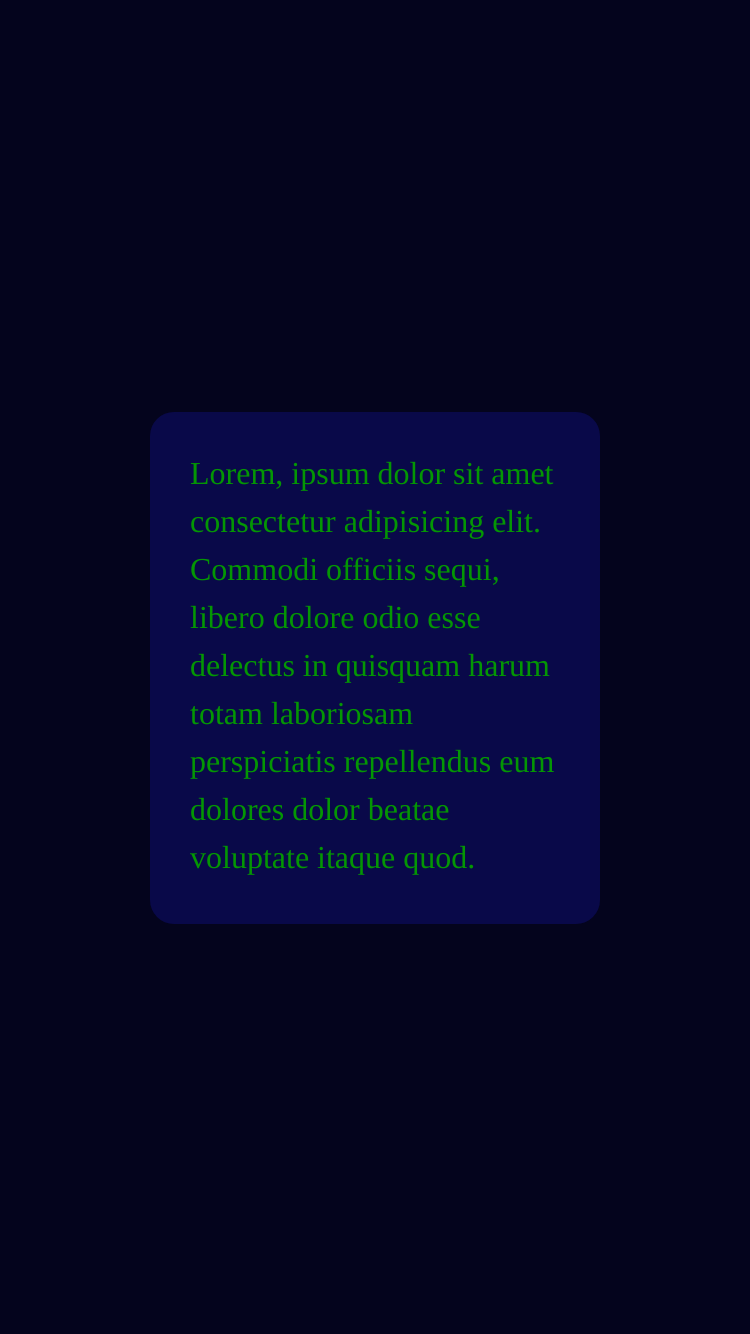 Lorem, ipsum dolor sit amet
consectetur adipisicing elit.
Commodi officiis sequi,
libero dolore odio esse
delectus in quisquam harum
totam laboriosam
perspiciatis repellendus eum
dolores dolor beatae
voluptate itaque quod.